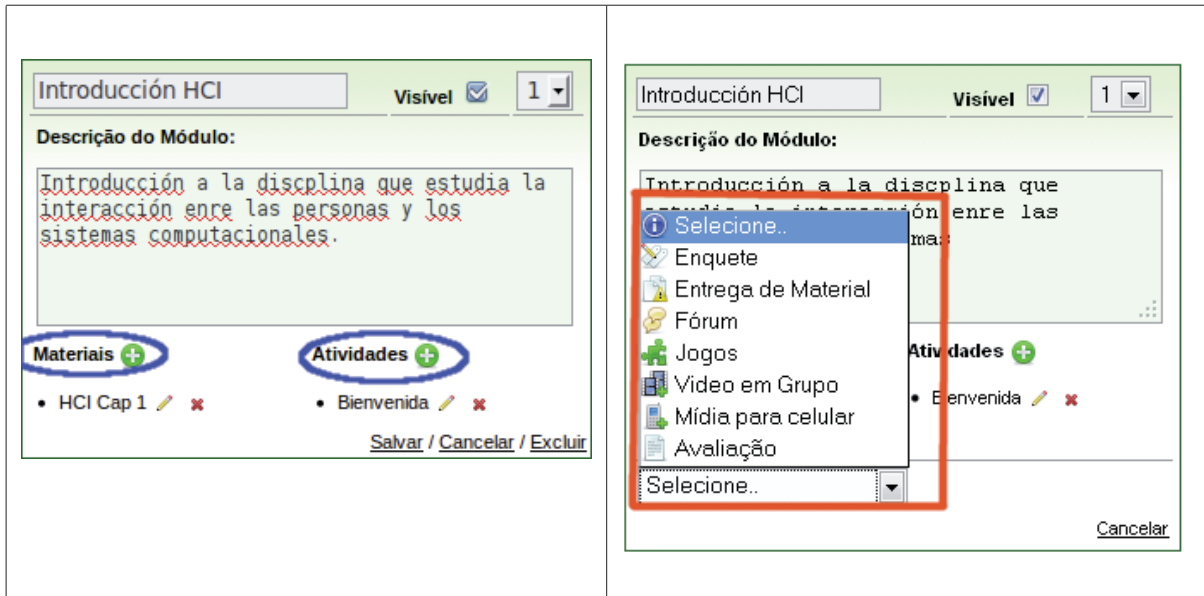 Introducción HCI
Visível
1
Descrição do Módulo:
Introducción a la discplina que estudia la
interacción enre las personas y los
sistemas computacionales.
Materiais
Atividades
• HCI Cap 1
• Bienvenida
Salvar / Cancelar / Excluir
Introducción HCI
Visível
1
Descrição do Módulo:
Introducción a la discplina que
enre las
Selecione..
Enquete
Entrega de Material
Fórum
Jogos
Video em Grupo
Mídia para celular
Avaliação
Selecione..
Atividades
• Bienvenida
Cancelar